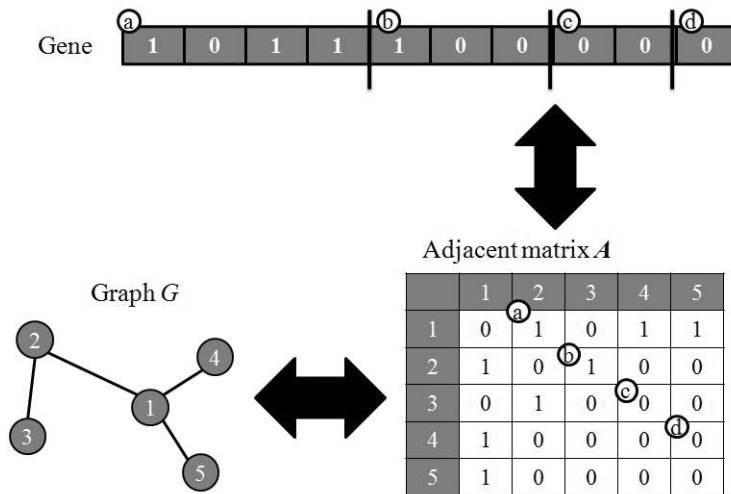 a b c d
Gene 1 0 1 1 1 0 0 0 0 0
Adjacent matrix A
Graph G
1 2 3 4 5
a
1 0 1 0 1 1
b
2 1 0 1 0 0
c
3 0 1 0 0 0
d
4 1 0 0 0 0
5 1 0 0 0 0
2
4
1
3
5